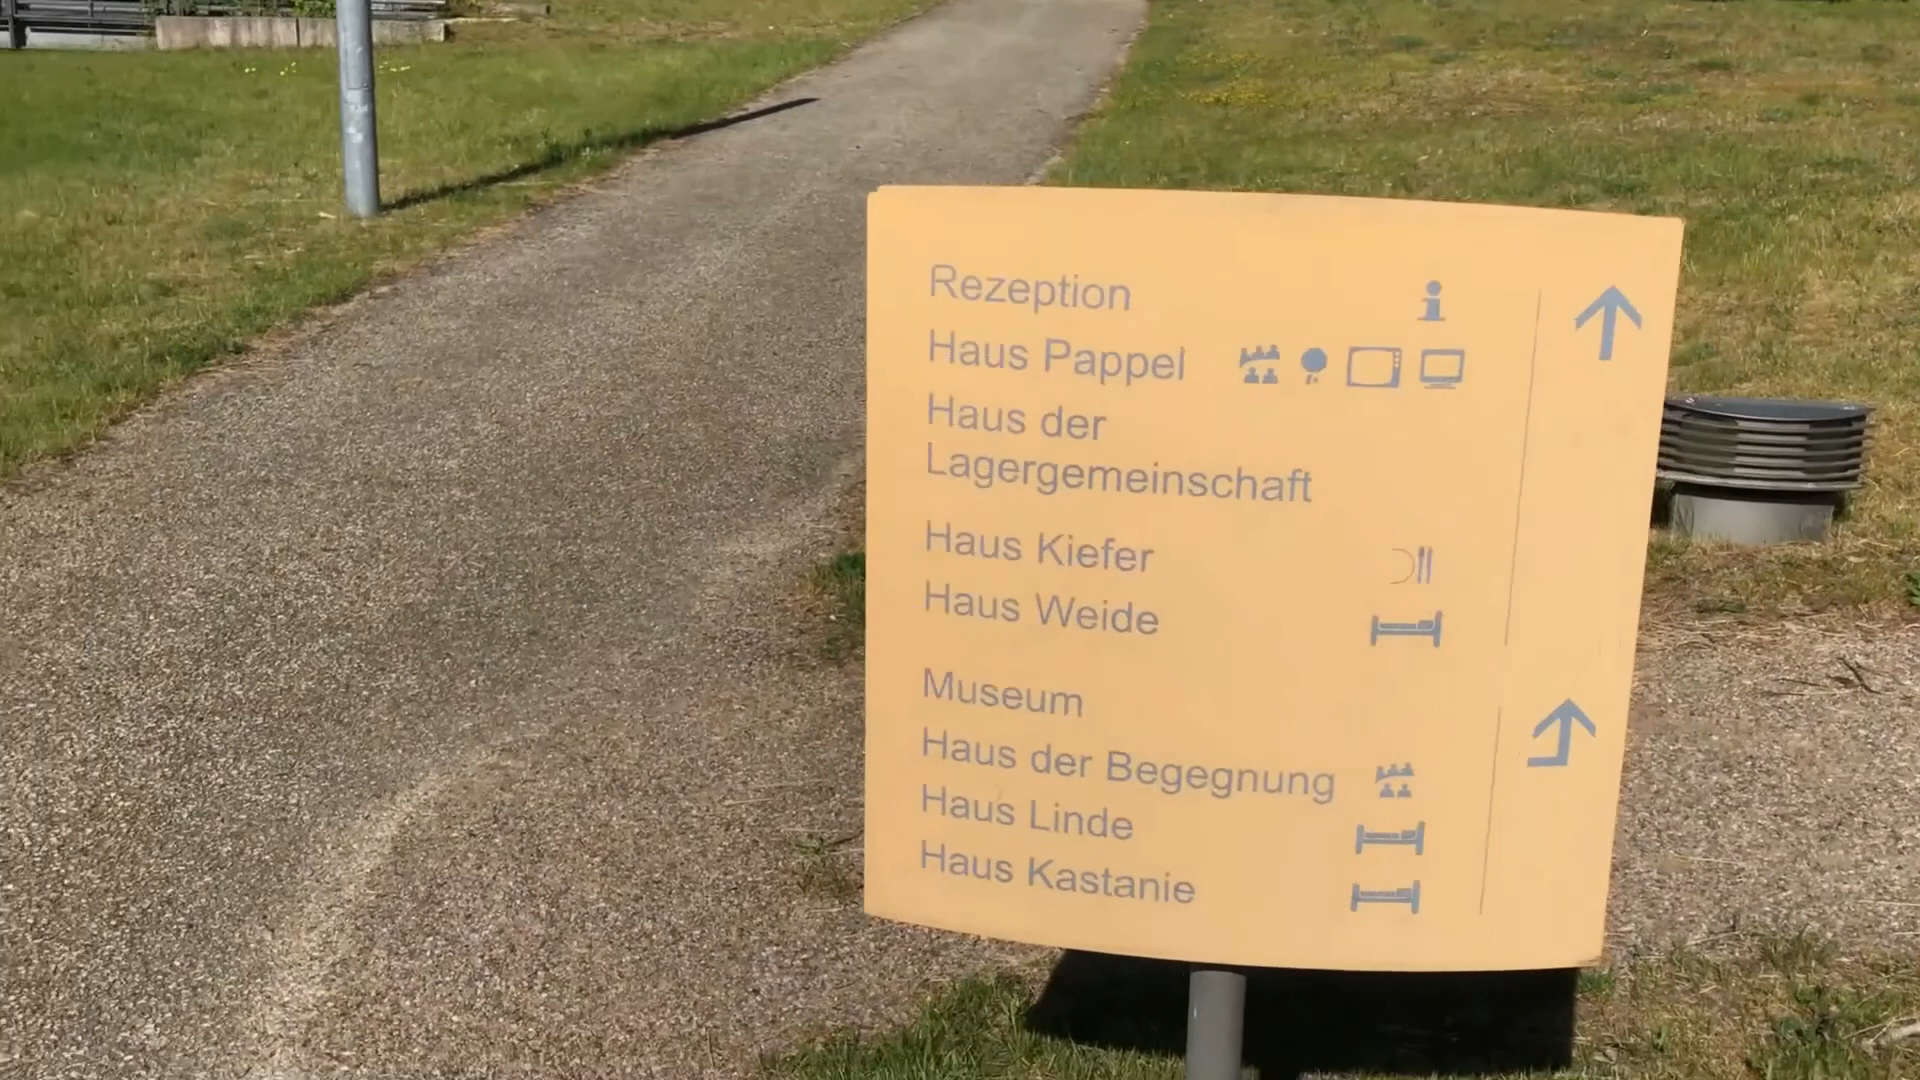 Rezeption
Haus Pappel
Haus der
Lagergemeinschaft
Haus Kiefer
Haus Weide
Museum
Haus der Begegnung
Haus Linde
Haus Kastanie